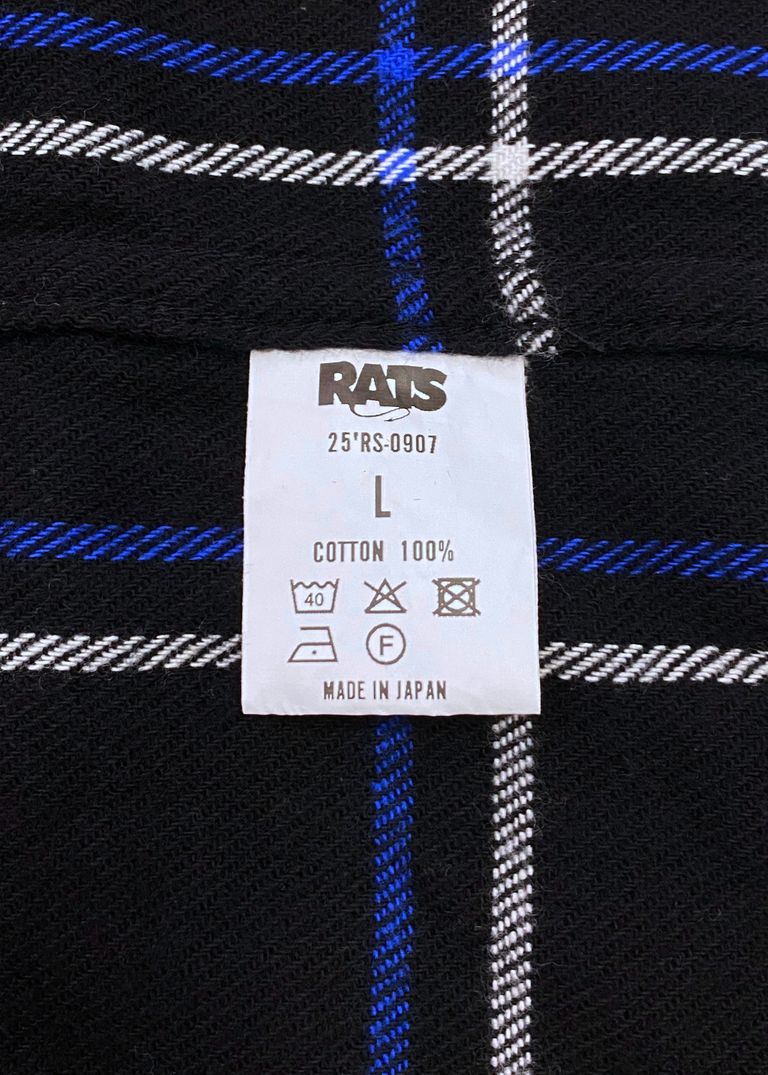 RATS
25'RS-0907
L
COTTON 100%
40
F
MADE IN JAPAN